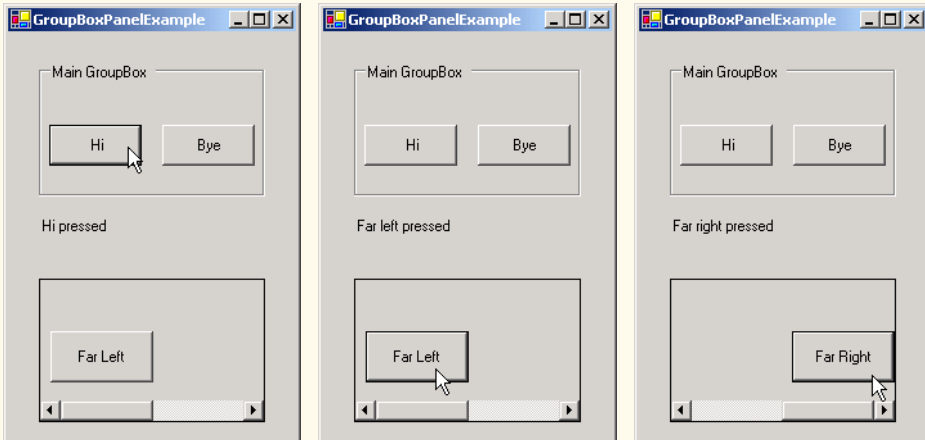 GroupBoxPanelExample
Main GroupBox
Hi
Bye
Hi pressed
Far Left
GroupBoxPanelExample
Main GroupBox
Hi
Bye
Far left pressed
Far Left
GroupBoxPanelExample
Main GroupBox
Hi
Bye
Far right pressed
Far Right